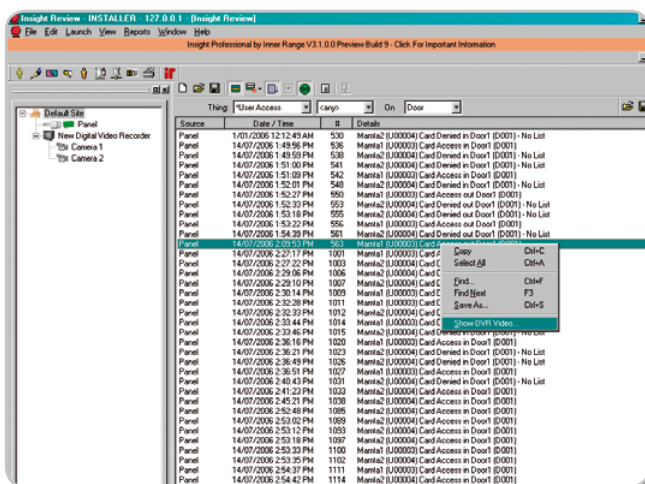 Insight Review - INSTALLER - 127.0.0.1 - [Insight Review]
File Edit Launch View Reports Window Help
Insight Professional by Inner Range V3.1.0.0 Preview Build 9 - Click For Important Information
Thing: *User Access <any> On Door
Default Site
Panel
New Digital Video Recorder
Camera 1
Camera 2
Source Date / Time # Details
Panel 1/01/2006 12:12:49 AM 530 Mamta2 (U00004) Card Denied in Door1 (D001) - No List
Panel 14/07/2006 1:49:56 PM 536 Mamta1 (U00003) Card Access in Door1 (D001)
Panel 14/07/2006 1:49:59 PM 538 Mamta2 (U00004) Card Denied in Door1 (D001) - No List
Panel 14/07/2006 1:51:00 PM 541 Mamta2 (U00004) Card Denied in Door1 (D001) - No List
Panel 14/07/2006 1:51:09 PM 542 Mamta1 (U00003) Card Access in Door1 (D001)
Panel 14/07/2006 1:52:01 PM 548 Mamta2 (U00004) Card Denied in Door1 (D001) - No List
Panel 14/07/2006 1:52:27 PM 550 Mamta1 (U00003) Card Access out Door1 (D001)
Panel 14/07/2006 1:52:33 PM 553 Mamta2 (U00004) Card Denied out Door1 (D001) - No List
Panel 14/07/2006 1:53:18 PM 555 Mamta2 (U00004) Card Denied out Door1 (D001) - No List
Panel 14/07/2006 1:53:22 PM 556 Mamta1 (U00003) Card Access out Door1 (D001)
Panel 14/07/2006 1:54:39 PM 561 Mamta2 (U00004) Card Denied out Door1 (D001) - No List
Panel 14/07/2006 2:09:53 PM 563 Mamta1 (U00003) Card Access out Door1 (D001)
Panel 14/07/2006 2:27:17 PM 1001 Mamta1 (U00003) Card
Panel 14/07/2006 2:27:22 PM 1003 Mamta2 (U00004) Card
Panel 14/07/2006 2:29:06 PM 1006 Mamta2 (U00004) Card
Panel 14/07/2006 2:29:10 PM 1007 Mamta2 (U00004) Card
Panel 14/07/2006 2:30:14 PM 1009 Mamta1 (U00003) Card
Panel 14/07/2006 2:32:28 PM 1011 Mamta1 (U00003) Card
Panel 14/07/2006 2:32:33 PM 1012 Mamta2 (U00004) Card
Panel 14/07/2006 2:33:44 PM 1014 Mamta1 (U00003) Card
Panel 14/07/2006 2:33:46 PM 1015 Mamta2 (U00004) Card
Copy Ctrl+C
Select All Ctrl+A
Find... Ctrl+F
Find Next F3
Save As... Ctrl+S
Show DVR Video...
Panel 14/07/2006 2:36:16 PM 1020 Mamta1 (U00003) Card Access in Door1 (D001)
Panel 14/07/2006 2:36:21 PM 1023 Mamta2 (U00004) Card Denied in Door1 (D001) - No List
Panel 14/07/2006 2:36:49 PM 1026 Mamta2 (U00004) Card Denied in Door1 (D001) - No List
Panel 14/07/2006 2:36:51 PM 1027 Mamta1 (U00003) Card Access in Door1 (D001)
Panel 14/07/2006 2:40:43 PM 1031 Mamta2 (U00004) Card Denied in Door1 (D001) - No List
Panel 14/07/2006 2:41:23 PM 1033 Mamta2 (U00004) Card Access in Door1 (D001)
Panel 14/07/2006 2:45:21 PM 1038 Mamta2 (U00004) Card Access in Door1 (D001)
Panel 14/07/2006 2:52:48 PM 1085 Mamta2 (U00004) Card Access in Door1 (D001)
Panel 14/07/2006 2:53:02 PM 1089 Mamta2 (U00004) Card Access in Door1 (D001)
Panel 14/07/2006 2:53:12 PM 1093 Mamta2 (U00004) Card Access in Door1 (D001)
Panel 14/07/2006 2:53:18 PM 1097 Mamta2 (U00004) Card Access in Door1 (D001)
Panel 14/07/2006 2:53:33 PM 1100 Mamta1 (U00003) Card Access in Door1 (D001)
Panel 14/07/2006 2:53:35 PM 1102 Mamta2 (U00004) Card Access in Door1 (D001)
Panel 14/07/2006 2:54:37 PM 1111 Mamta1 (U00003) Card Access in Door1 (D001)
Panel 14/07/2006 2:54:42 PM 1114 Mamta2 (U00004) Card Access in Door1 (D001)